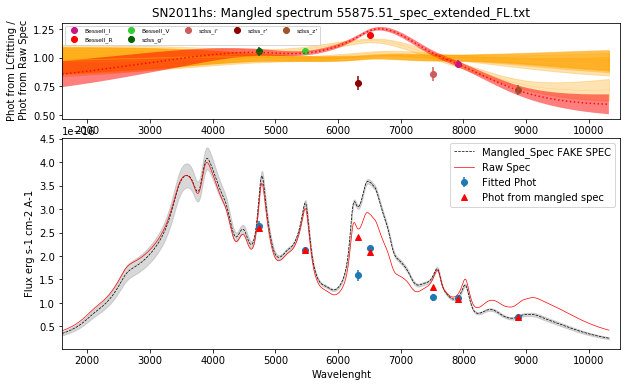 SN2011hs: Mangled spectrum 55875.51_spec_extended_FL.txt
Phot from LCfitting /
Phot from Raw Spec
1.25
1.00
0.75
0.50
Bessell_I
Bessell_R
Bessell_V
sdss_g'
sdss_i'
sdss_r'
sdss_z'
2000 3000 4000 5000 6000 7000 8000 9000 10000
1e−16
Flux erg s-1 cm-2 A-1
4.5
4.0
3.5
3.0
2.5
2.0
1.5
1.0
0.5
Mangled_Spec FAKE SPEC
Raw Spec
Fitted Phot
Phot from mangled spec
2000 3000 4000 5000 6000 7000 8000 9000 10000
Wavelenght